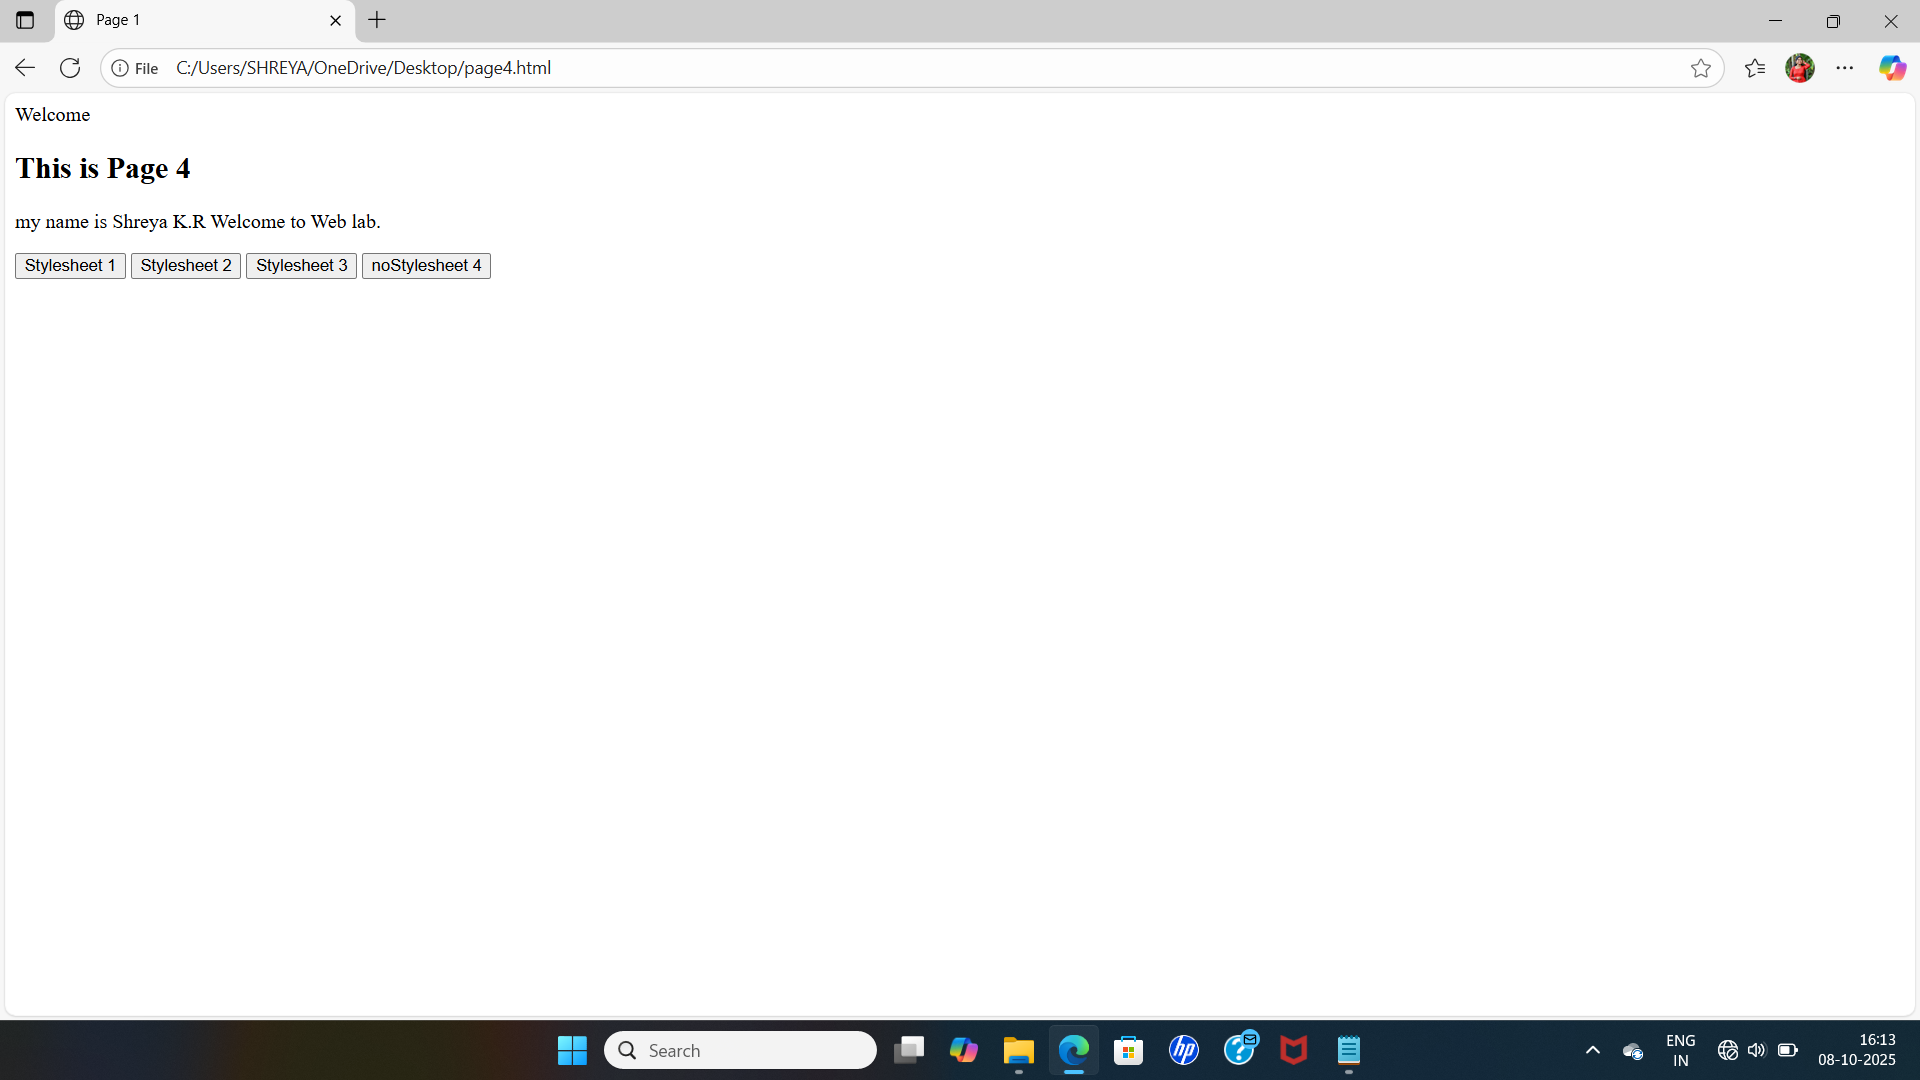 Page 1
File C:/Users/SHREYA/OneDrive/Desktop/page4.html
Welcome
This is Page 4
my name is Shreya K.R Welcome to Web lab.
Stylesheet 1 Stylesheet 2 Stylesheet 3 noStylesheet 4
Search
hp
ENG
IN
16:13
08-10-2025